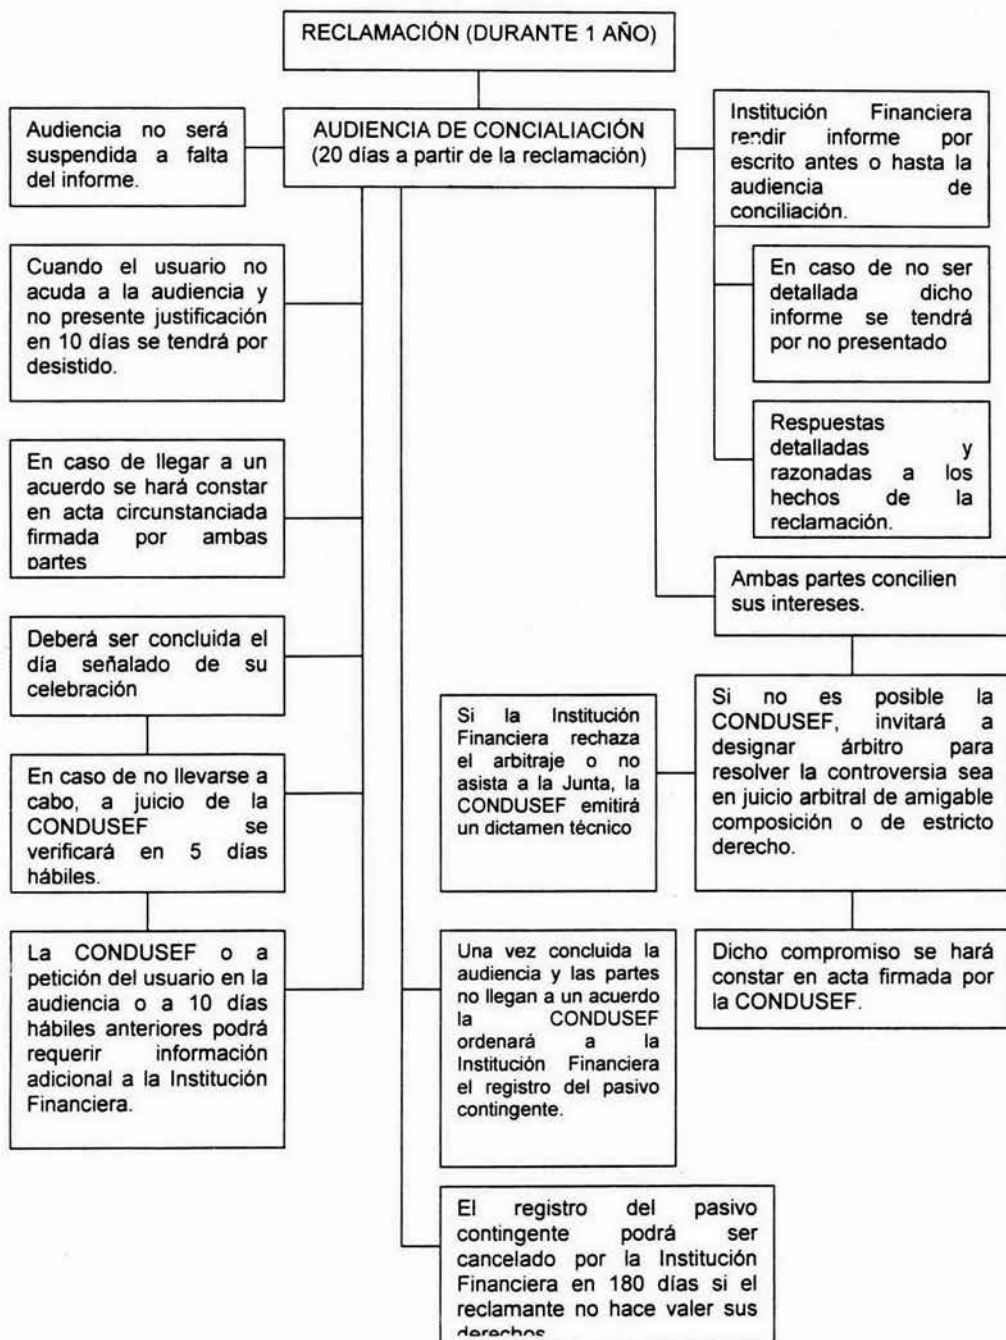 RECLAMACIÓN (DURANTE 1 AÑO)
Audiencia no será
suspendida a falta
del informe.
AUDIENCIA DE CONCIALIACIÓN
(20 días a partir de la reclamación)
Institución Financiera
rendir informe por
escrito antes o hasta la
audiencia de
conciliación.
Cuando el usuario no
acuda a la audiencia y
no presente justificación
en 10 días se tendrá por
desistido.
En caso de no ser
detallada dicho
informe se tendrá
por no presentado
Respuestas
detalladas y
razonadas a los
hechos de la
reclamación.
En caso de llegar a un
acuerdo se hará constar
en acta circunstanciada
firmada por ambas
partes
Ambas partes concilien
sus intereses.
Deberá ser concluida el
día señalado de su
celebración
Si la Institución
Financiera rechaza
el arbitraje o no
asista a la Junta, la
CONDUSEF emitirá
un dictamen técnico
Si no es posible la
CONDUSEF, invitará a
designar árbitro para
resolver la controversia sea
en juicio arbitral de amigable
composición o de estricto
derecho.
En caso de no llevarse a
cabo, a juicio de la
CONDUSEF se
verificará en 5 días
hábiles.
La CONDUSEF o a
petición del usuario en la
audiencia o a 10 días
hábiles anteriores podrá
requerir información
adicional a la Institución
Financiera.
Una vez concluida la
audiencia y las partes
no llegan a un acuerdo
la CONDUSEF
ordenará a la
Institución Financiera
el registro del pasivo
contingente.
Dicho compromiso se hará
constar en acta firmada por
la CONDUSEF.
El registro del pasivo
contingente podrá ser
cancelado por la Institución
Financiera en 180 días si el
reclamante no hace valer sus
derechos